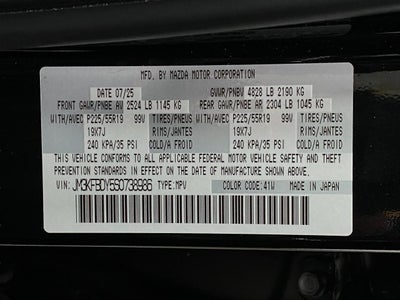 MFD. BY MAZDA MOTOR CORPORATION
DATE 07/25 GVWR/PNBV 4828 LB 2190 KG
FRONT GAWR/PNBE AV 2524 LB 1145 KG REAR GAWR/PNBE AR 2304 LB 1045 KG
WITH/AVEC P225/55R19 99V TIRES/PNEUS WITH/AVEC P225/55R19 99V TIRES/PNEUS
19X7J RIMS/JANTES 19X7J RIMS/JANTES
240 KPA/35 PSI COLD/À FROID 240 KPA/35 PSI COLD/À FROID
THIS VEHICLE CONFORMS TO ALL APPLICABLE FEDERAL MOTOR VEHICLE SAFETY AND THEFT
PREVENTION STANDARDS IN EFFECT ON THE DATE OF MANUFACTURE SHOWN ABOVE.
VIN: JM3KFBDY5S0738986 TYPE: MPV COLOR CODE: 41W MADE IN JAPAN